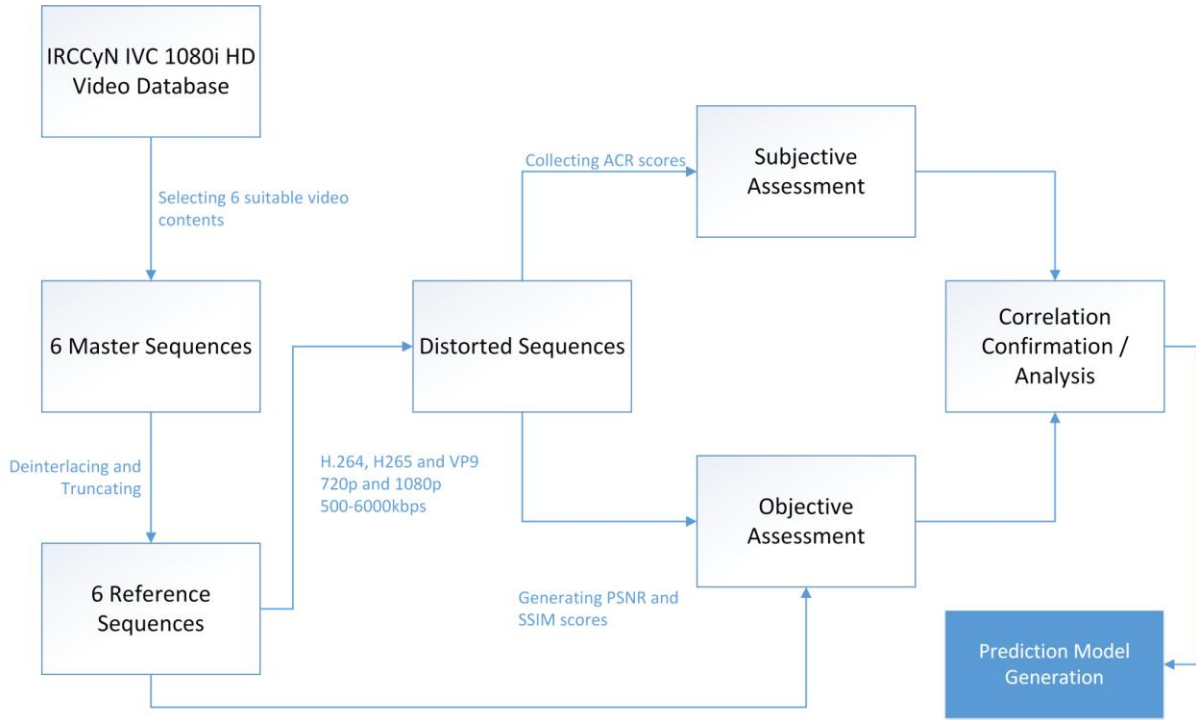 IRCCyN IVC 1080i HD
Video Database
Selecting 6 suitable video
contents
6 Master Sequences
Deinterlacing and
Truncating
6 Reference
Sequences
H.264, H265 and VP9
720p and 1080p
500-6000kbps
Distorted Sequences
Collecting ACR scores
Subjective
Assessment
Generating PSNR and
SSIM scores
Objective
Assessment
Correlation
Confirmation /
Analysis
Prediction Model
Generation